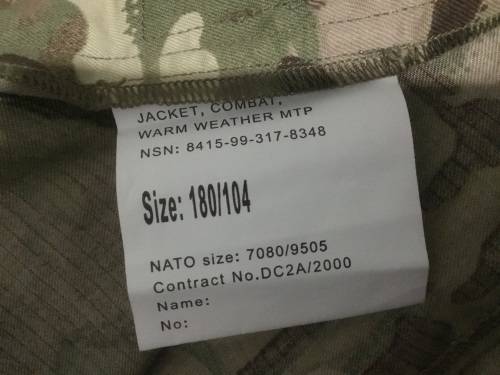 JACKET, COMBAT,
WARM WEATHER MTP
NSN: 8415-99-317-8348
Size: 180/104
NATO size: 7080/9505
Contract No.DC2A/2000
Name:
No: